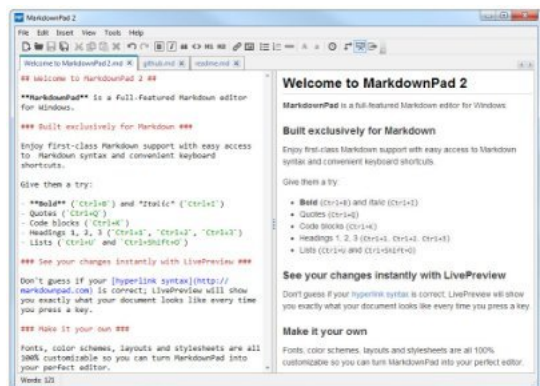 MarkdownPad 2
File Edit Insert View Tools Help
Welcome to MarkdownPad 2.md github.md readme.md
## Welcome to MarkdownPad 2 ##
**MarkdownPad** is a full-featured Markdown editor
for Windows.
### Built exclusively for Markdown ###
Enjoy first-class Markdown support with easy access
to Markdown syntax and convenient keyboard
shortcuts.
Give them a try:
- **Bold** (`Ctrl+B`) and *Italic* (`Ctrl+I`)
- Quotes (`Ctrl+Q`)
- Code blocks (`Ctrl+K`)
- Headings 1, 2, 3 (`Ctrl+1`, `Ctrl+2`, `Ctrl+3`)
- Lists (`Ctrl+U` and `Ctrl+Shift+O`)
### See your changes instantly with LivePreview ###
Don't guess if your [hyperlink syntax](http://
markdownpad.com) is correct; LivePreview will show
you exactly what your document looks like every time
you press a key.
### Make it your own ###
Fonts, color schemes, layouts and stylesheets are all
100% customizable so you can turn MarkdownPad into
your perfect editor.
Welcome to MarkdownPad 2
MarkdownPad is a full-featured Markdown editor for Windows.
Built exclusively for Markdown
Enjoy first-class Markdown support with easy access to Markdown
syntax and convenient keyboard shortcuts.
Give them a try:
Bold (Ctrl+B) and Italic (Ctrl+I)
Quotes (Ctrl+Q)
Code blocks (Ctrl+K)
Headings 1, 2, 3 (Ctrl+1, Ctrl+2, Ctrl+3)
Lists (Ctrl+U and Ctrl+Shift+O)
See your changes instantly with LivePreview
Don't guess if your hyperlink syntax is correct; LivePreview will show
you exactly what your document looks like every time you press a key.
Make it your own
Fonts, color schemes, layouts and stylesheets are all 100%
customizable so you can turn MarkdownPad into your perfect editor.
Words: 121